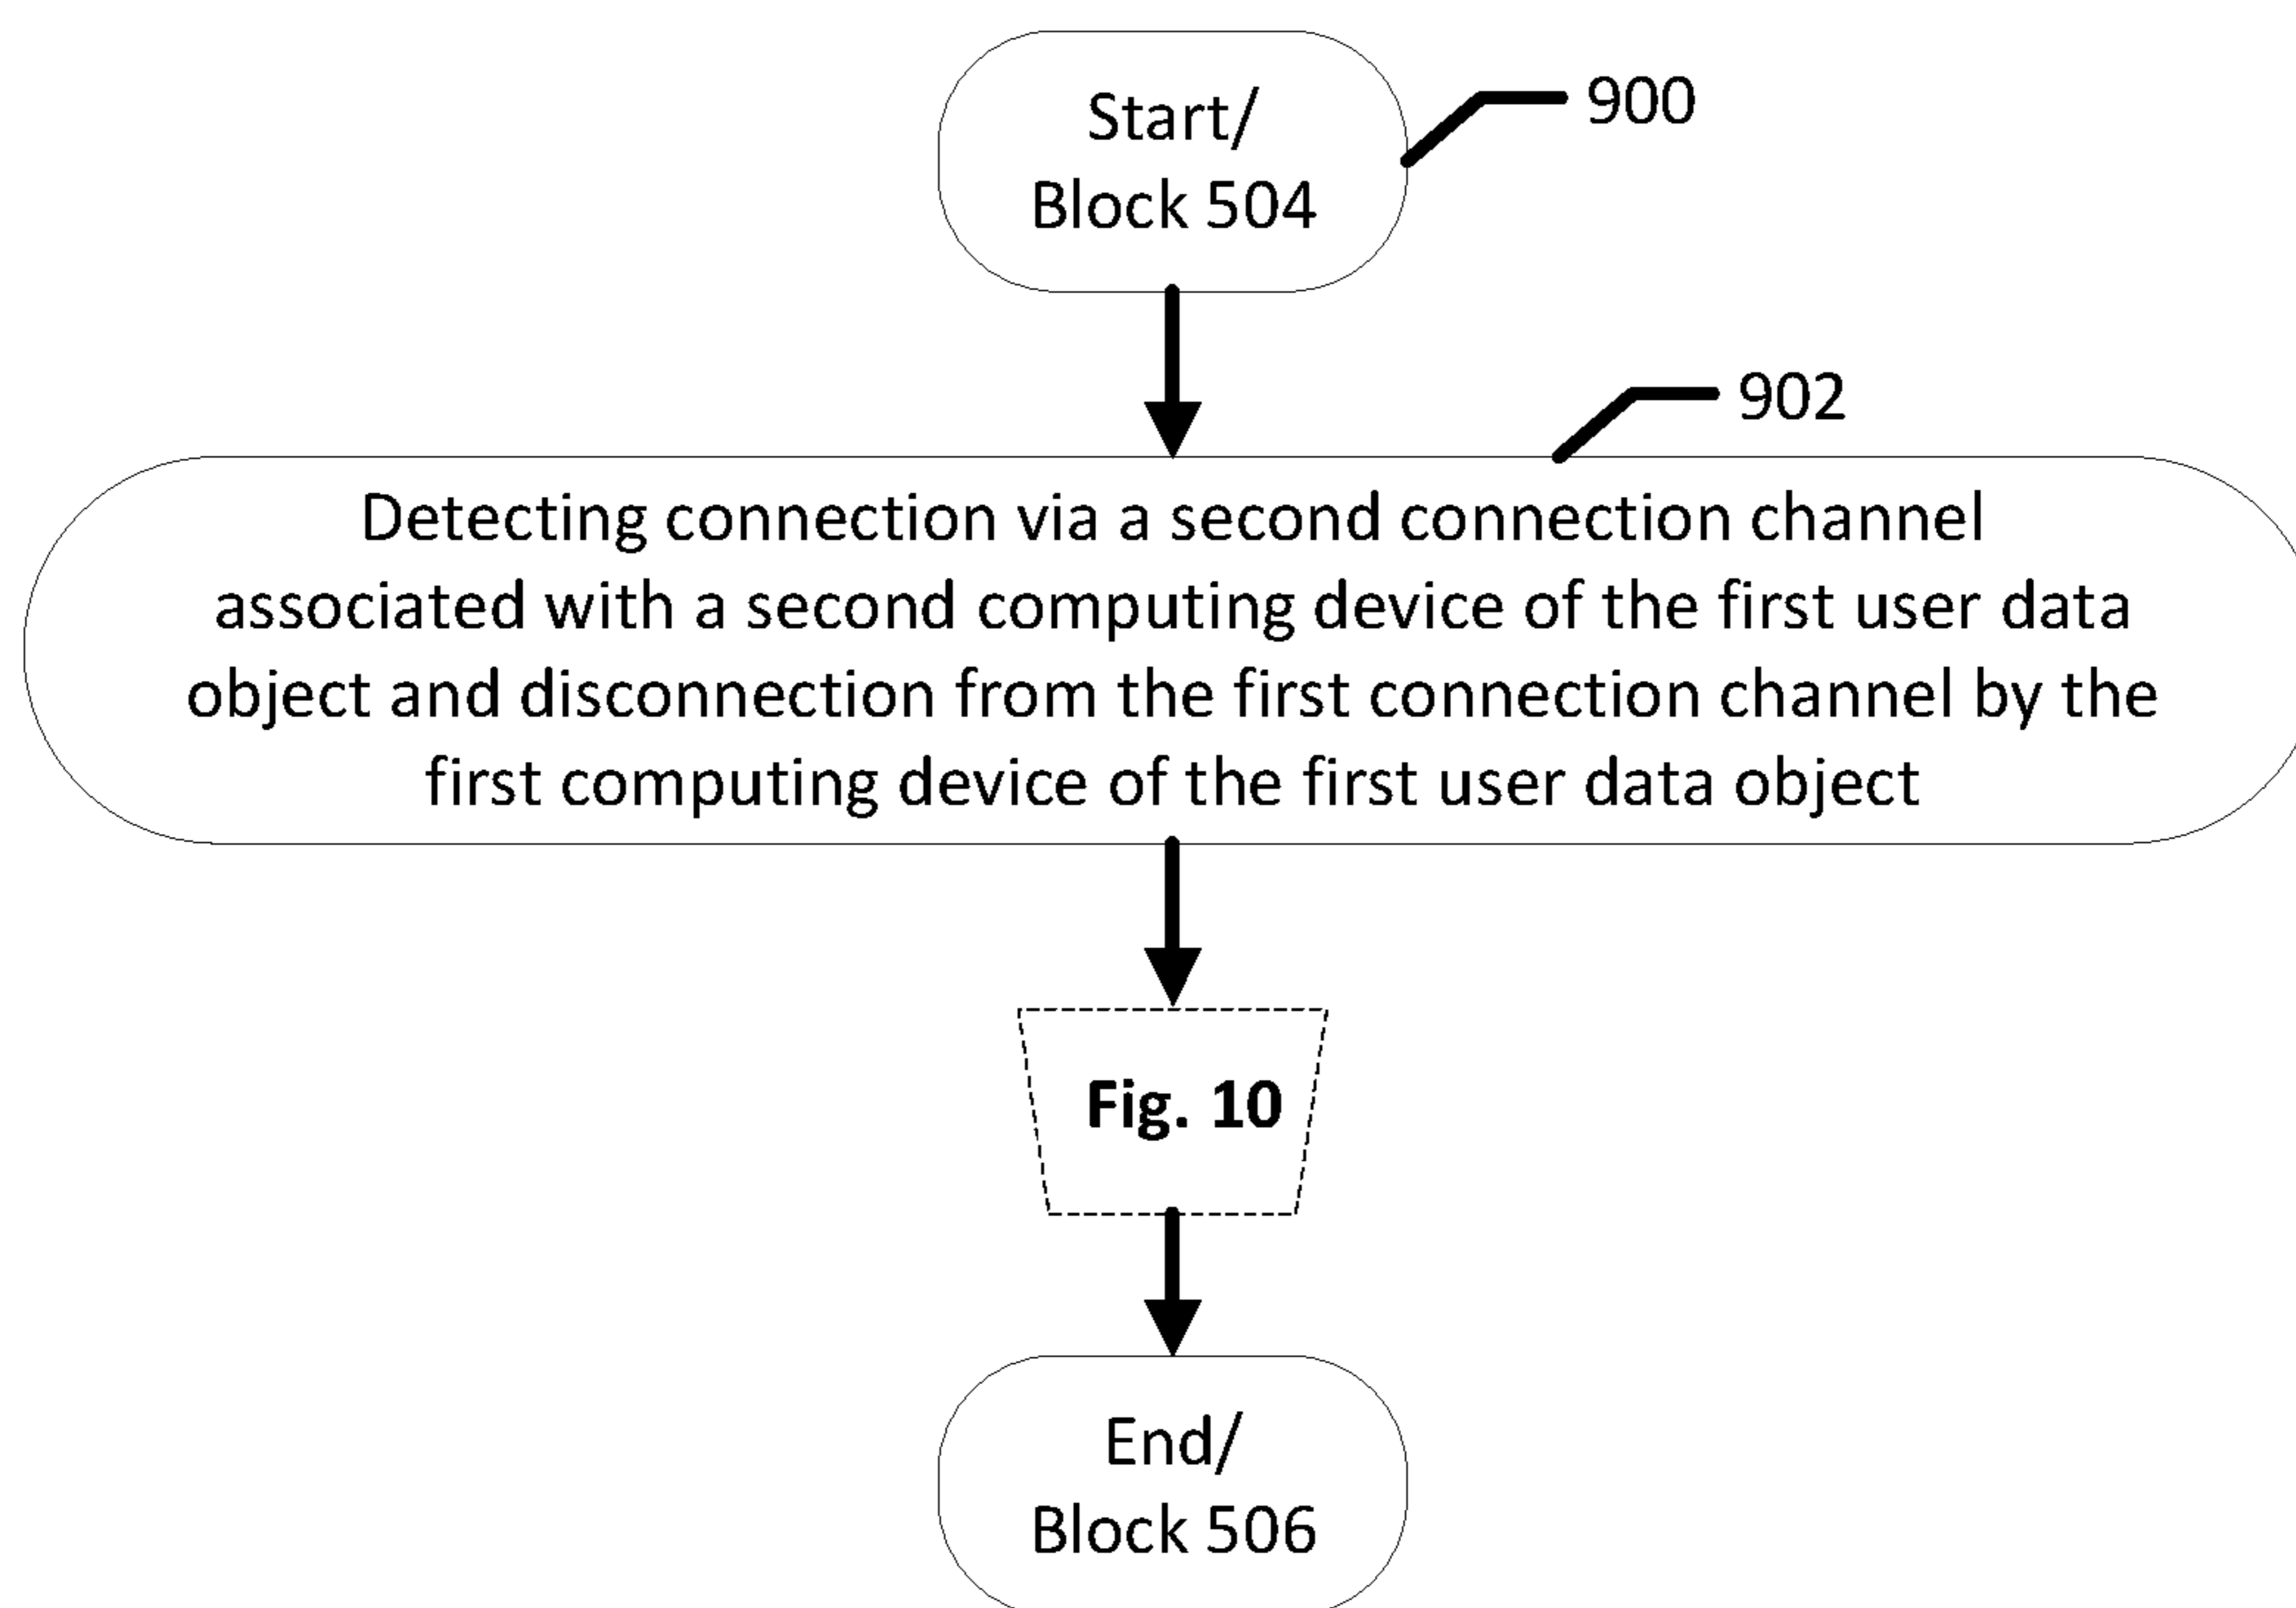 Start/
Block 504
900
902
Detecting connection via a second connection channel
associated with a second computing device of the first user data
object and disconnection from the first connection channel by the
first computing device of the first user data object
Fig. 10
End/
Block 506